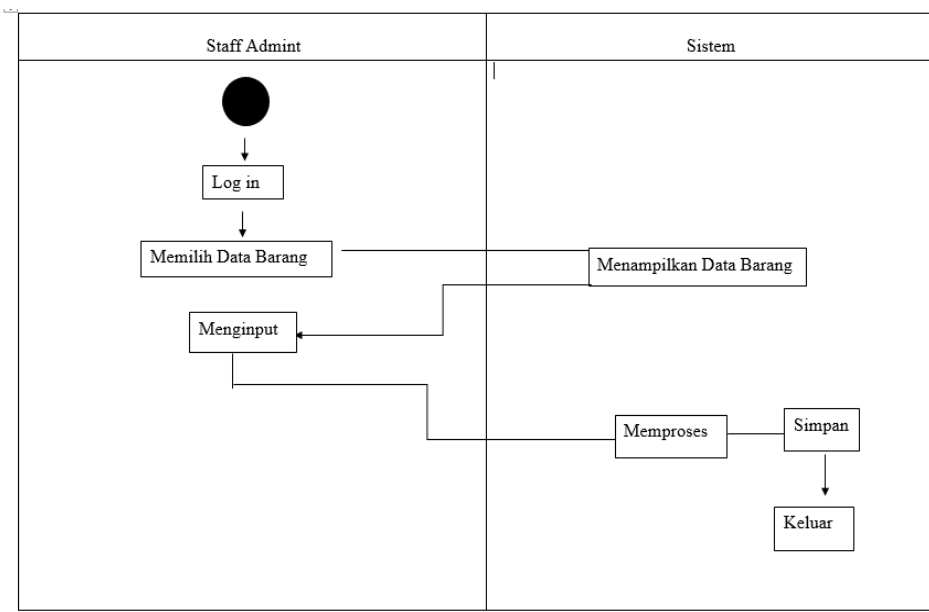 Staff Admint
Sistem
Log in
Memilih Data Barang
Menampilkan Data Barang
Menginput
Memproses
Simpan
Keluar